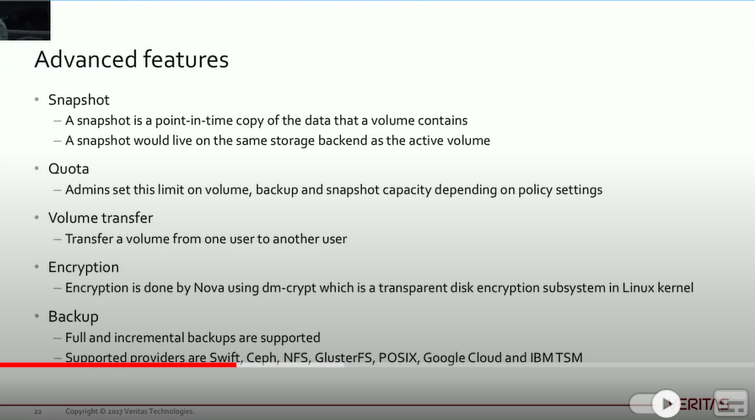 Advanced features
• Snapshot
– A snapshot is a point-in-time copy of the data that a volume contains
– A snapshot would live on the same storage backend as the active volume
• Quota
– Admins set this limit on volume, backup and snapshot capacity depending on policy settings
• Volume transfer
– Transfer a volume from one user to another user
• Encryption
– Encryption is done by Nova using dm-crypt which is a transparent disk encryption subsystem in Linux kernel
• Backup
– Full and incremental backups are supported
– Supported providers are Swift, Ceph, NFS, GlusterFS, POSIX, Google Cloud and IBM TSM
22 Copyright © 2017 Veritas Technologies.
VERITAS